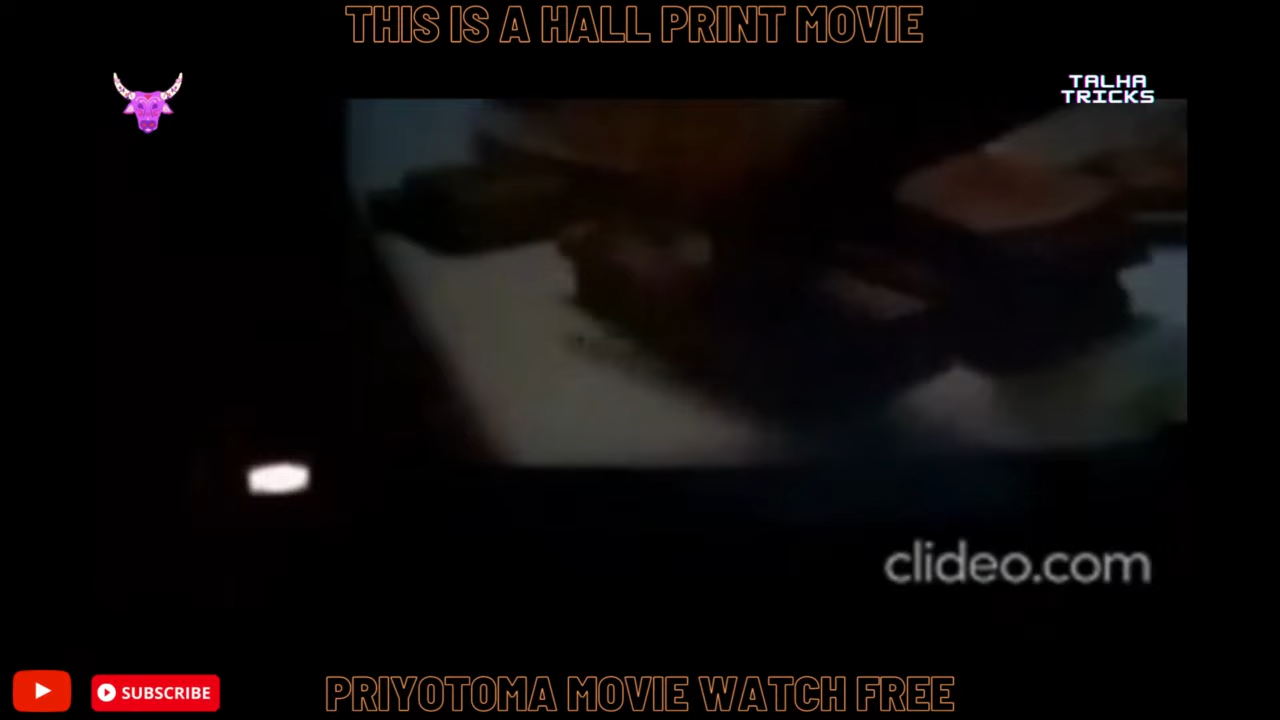 THIS IS A HALL PRINT MOVIE
TALHA
TRICKS
clideo.com
SUBSCRIBE
PRIYOTOMA MOVIE WATCH FREE